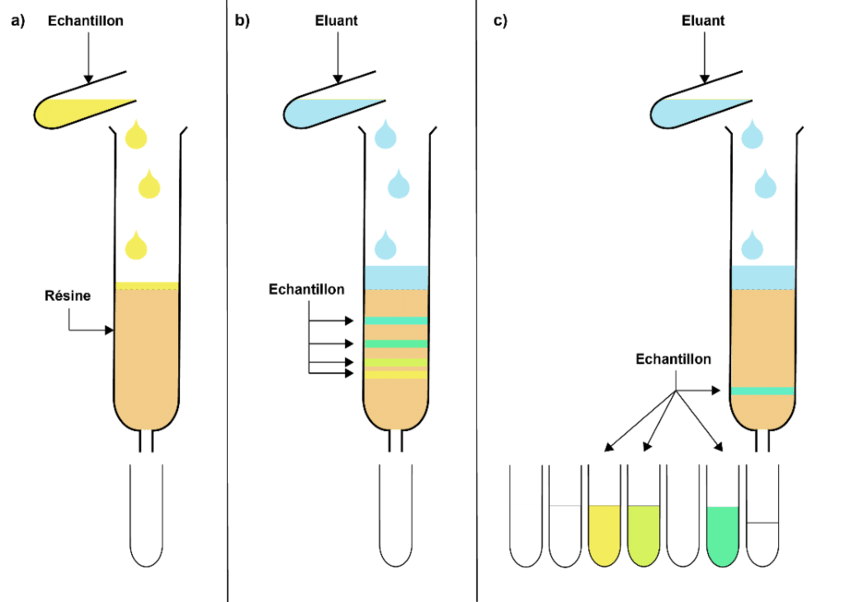 a)
Echantillon
Résine
b)
Eluant
Echantillon
c)
Eluant
Echantillon